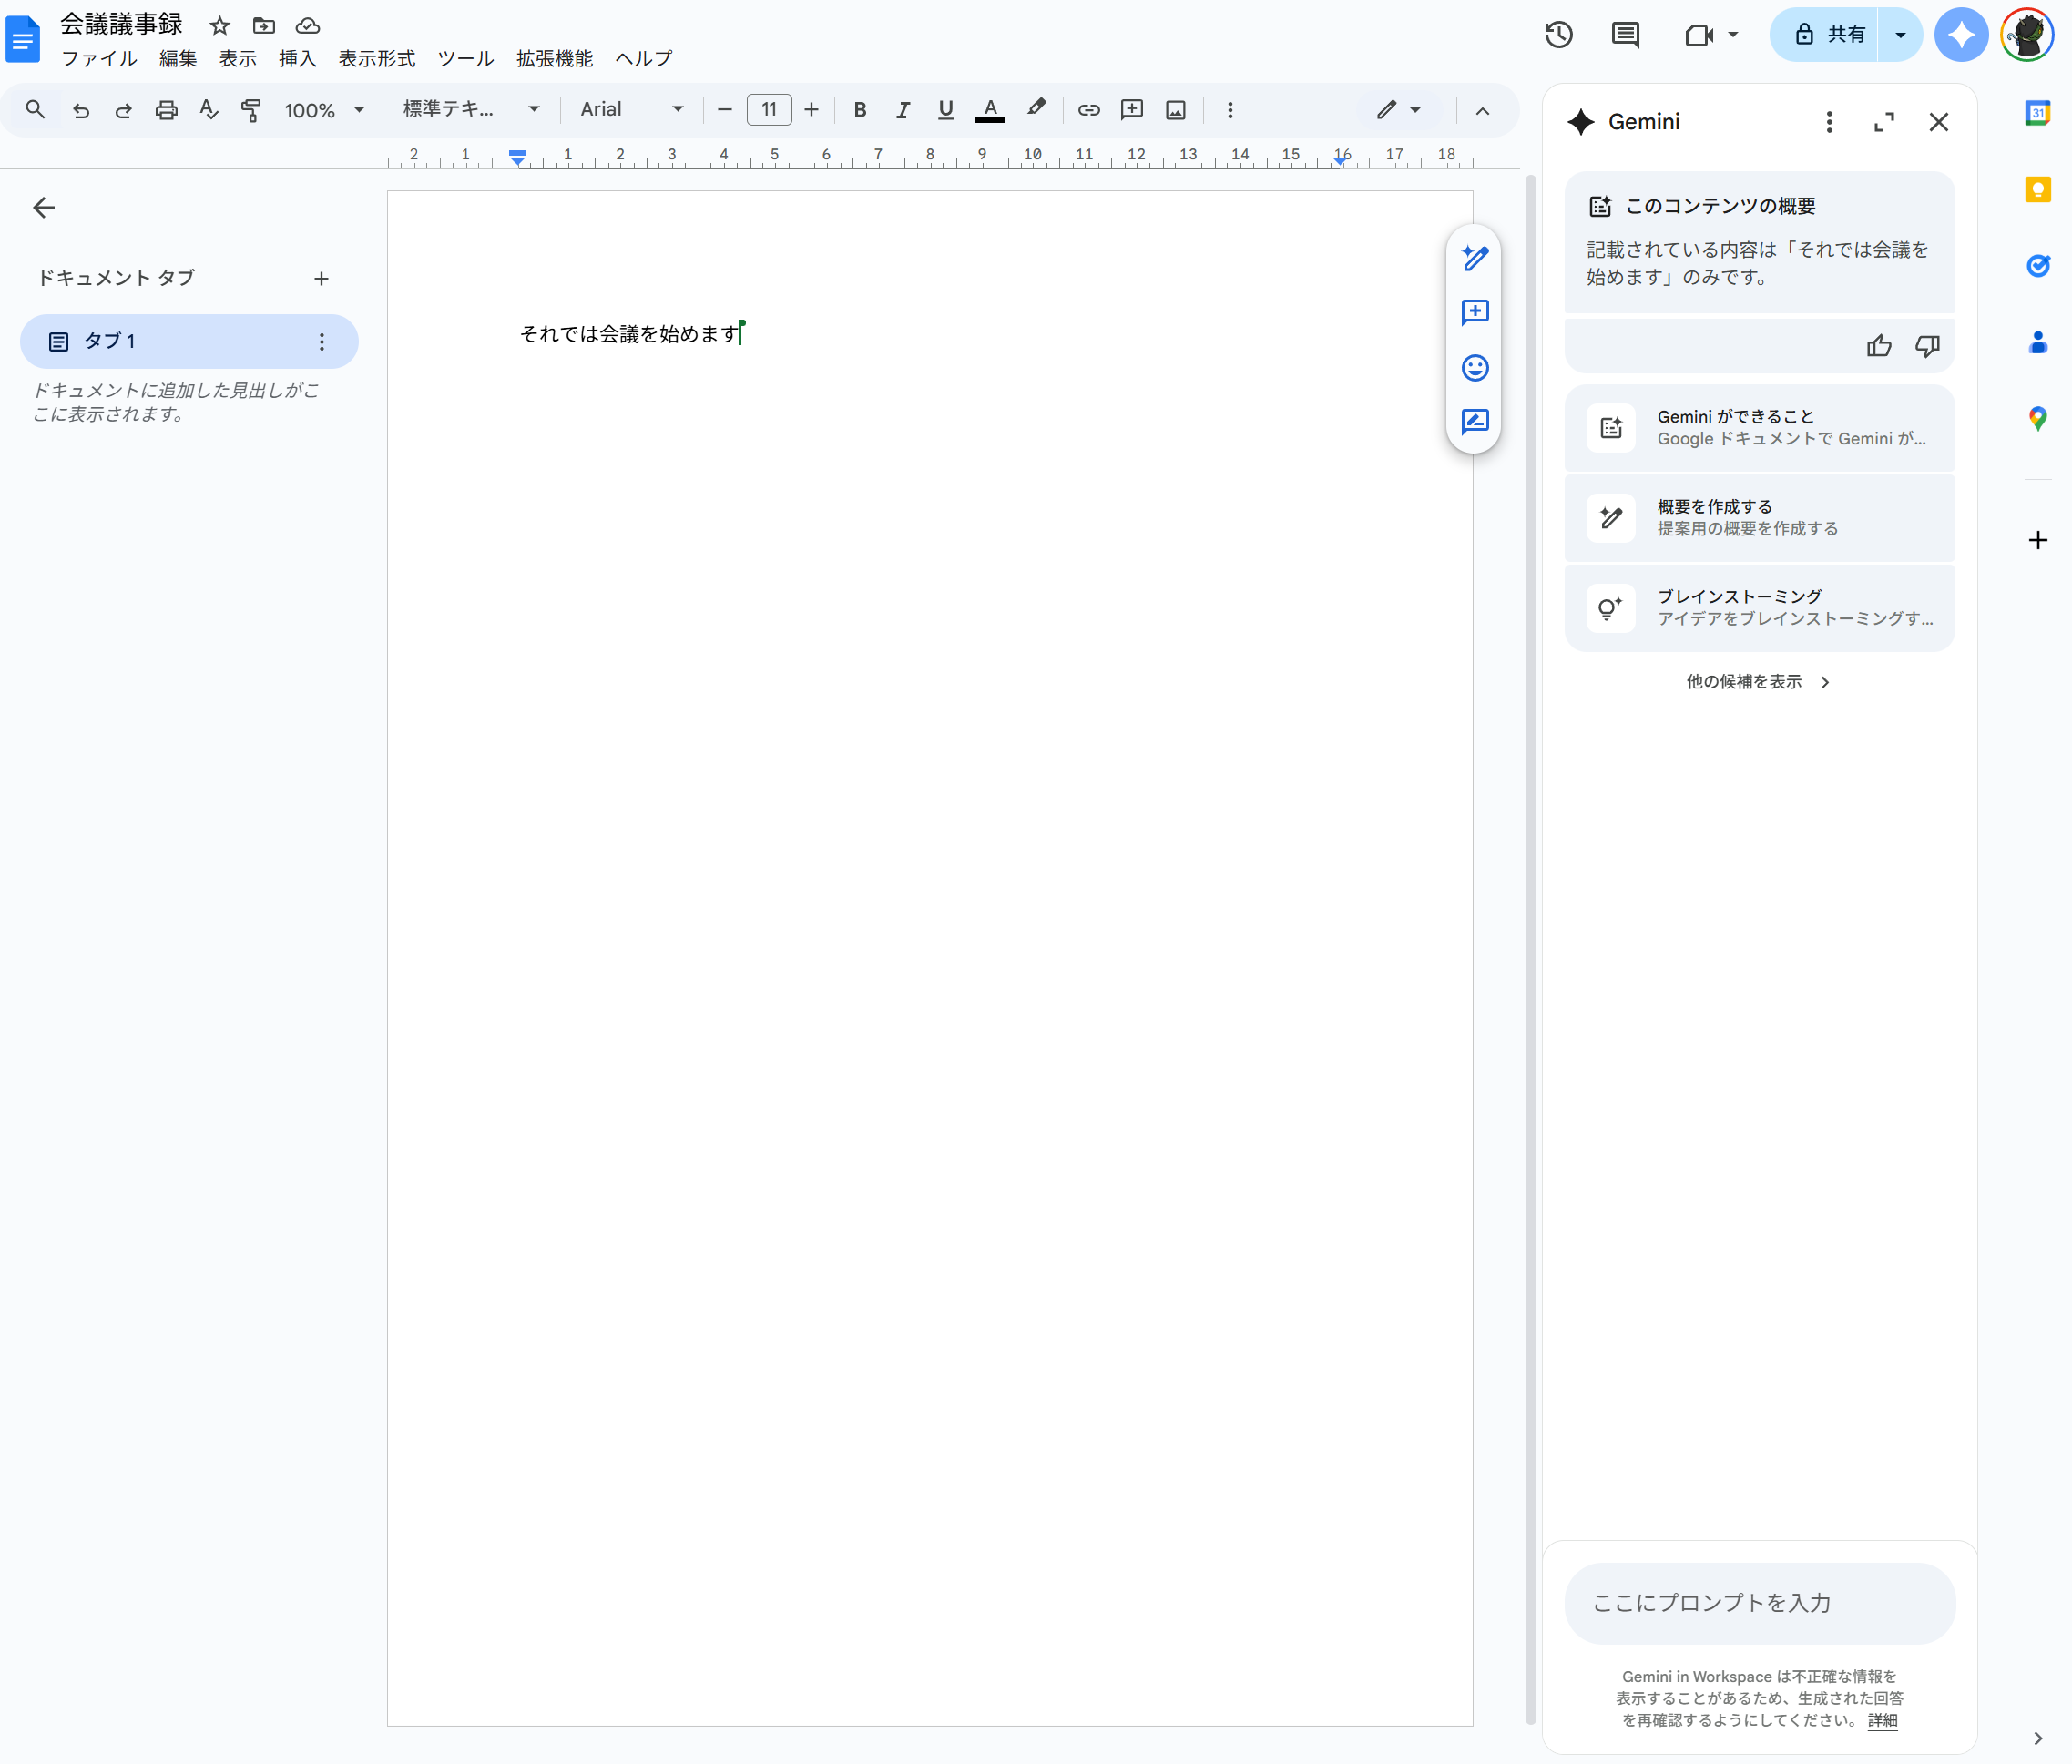 会議議事録
ファイル 編集 表示 挿入 表示形式 ツール 拡張機能 ヘルプ
共有
100% 標準テキ... Arial 11 B I U A
2 1 1 2 3 4 5 6 7 8 9 10 11 12 13 14 15 16 17 18
ドキュメント タブ
タブ 1
ドキュメントに追加した見出しがこ
こに表示されます。
それでは会議を始めます
Gemini
このコンテンツの概要
記載されている内容は「それでは会議を
始めます」のみです。
Gemini ができること
Google ドキュメントで Gemini が...
概要を作成する
提案用の概要を作成する
ブレインストーミング
アイデアをブレインストーミングす...
他の候補を表示
ここにプロンプトを入力
Gemini in Workspace は不正確な情報を
表示することがあるため、生成された回答
を再確認するようにしてください。 詳細
31